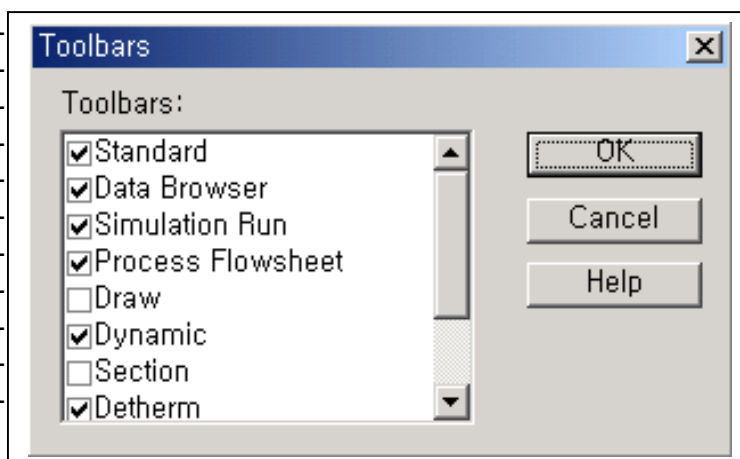 Toolbars
Toolbars:
Standard
Data Browser
Simulation Run
Process Flowsheet
Draw
Dynamic
Section
Detherm
OK
Cancel
Help